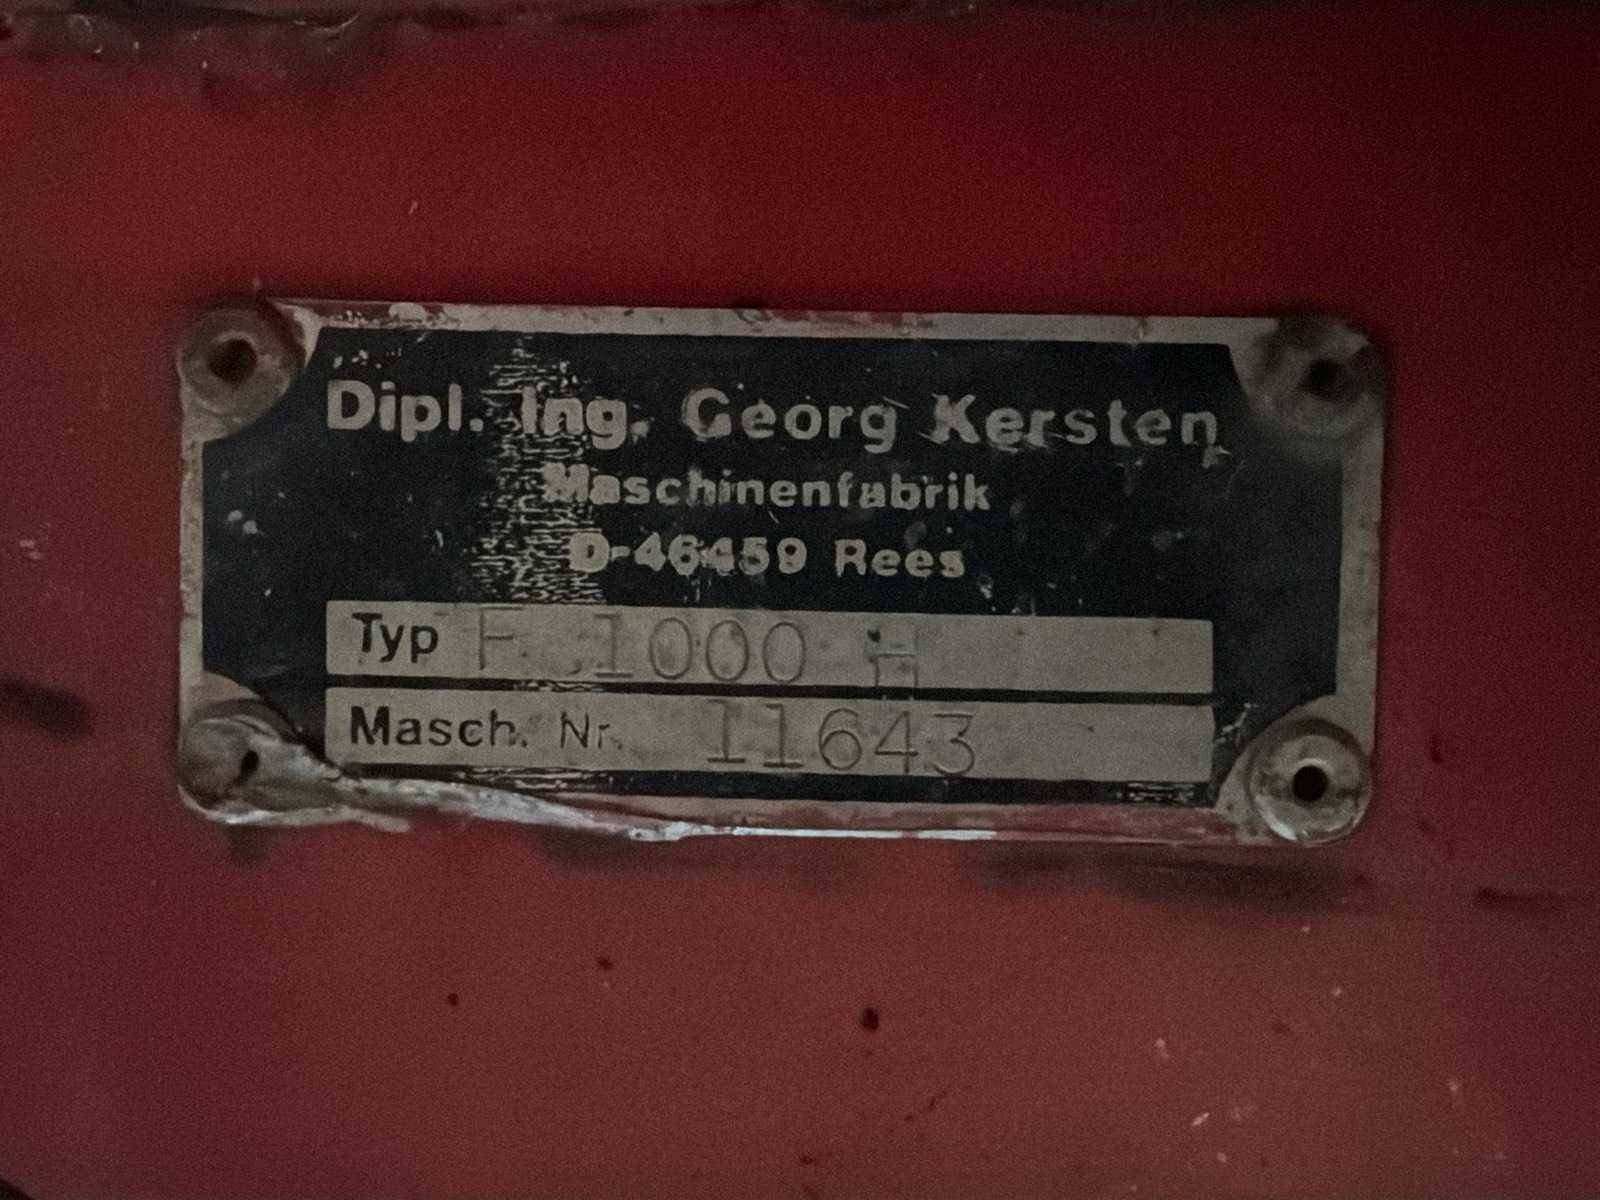 Dipl. Ing. Georg Kersten
Maschinenfabrik
D-46459 Rees
Typ F 1000 H
Masch. Nr. 11643